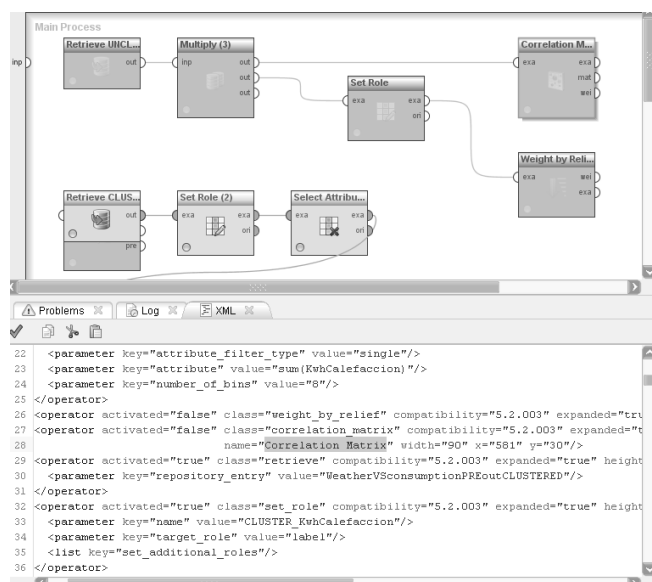 Main Process
Retrieve UNCL...
Multiply (3)
Correlation M...
inp
out
inp
out
exa
exa
out
mat
out
Set Role
wei
exa
exa
ori
Weight by Reli...
exa
wei
exa
Retrieve CLUS...
Set Role (2)
Select Attribu...
out
exa
exa
exa
exa
ori
ori
pre
Problems
Log
XML
22 <parameter key="attribute_filter_type" value="single"/>
23 <parameter key="attribute" value="sum(KwhCalefaccion)"/>
24 <parameter key="number_of_bins" value="8"/>
25 </operator>
26 <operator activated="false" class="weight_by_relief" compatibility="5.2.003" expanded="tru
27 <operator activated="false" class="correlation_matrix" compatibility="5.2.003" expanded="t
28 name="Correlation Matrix" width="90" x="581" y="30"/>
29 <operator activated="true" class="retrieve" compatibility="5.2.003" expanded="true" height
30 <parameter key="repository_entry" value="WeatherVSconsumptionPREoutCLUSTERED"/>
31 </operator>
32 <operator activated="true" class="set_role" compatibility="5.2.003" expanded="true" height
33 <parameter key="name" value="CLUSTER_KwhCalefaccion"/>
34 <parameter key="target_role" value="label"/>
35 <list key="set_additional_roles"/>
36 </operator>